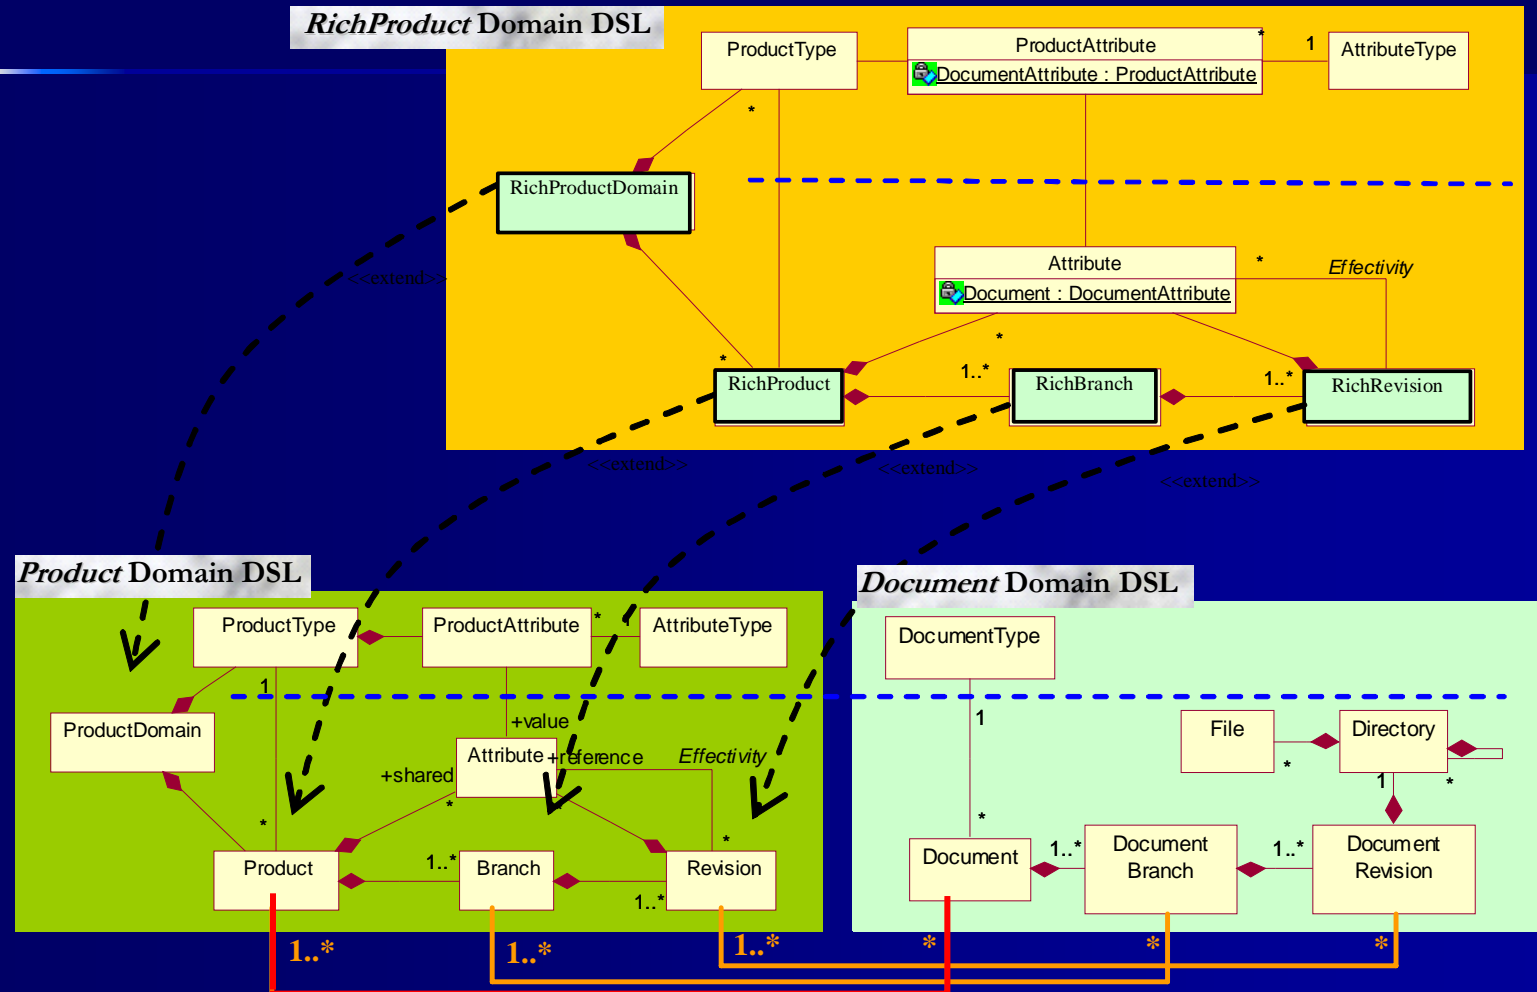 RichProduct Domain DSL
ProductType
ProductAttribute
*
1
AttributeType
DocumentAttribute : ProductAttribute
*
RichProductDomain
Attribute
*
Effectivity
<<extend>>
Document : DocumentAttribute
*
*
1..*
1..*
RichProduct
RichBranch
RichRevision
<<extend>>
<<extend>>
<<extend>>
Product Domain DSL
ProductType
ProductAttribute
*
1
AttributeType
1
+value
ProductDomain
Attribute
+reference
Effectivity
+shared
*
*
*
*
1..*
Product
Branch
Revision
1..*
1..*
1..*
1..*
Document Domain DSL
DocumentType
1
File
Directory
*
1
*
*
Document
1..*
Document
Branch
1..*
Document
Revision
*
*
*